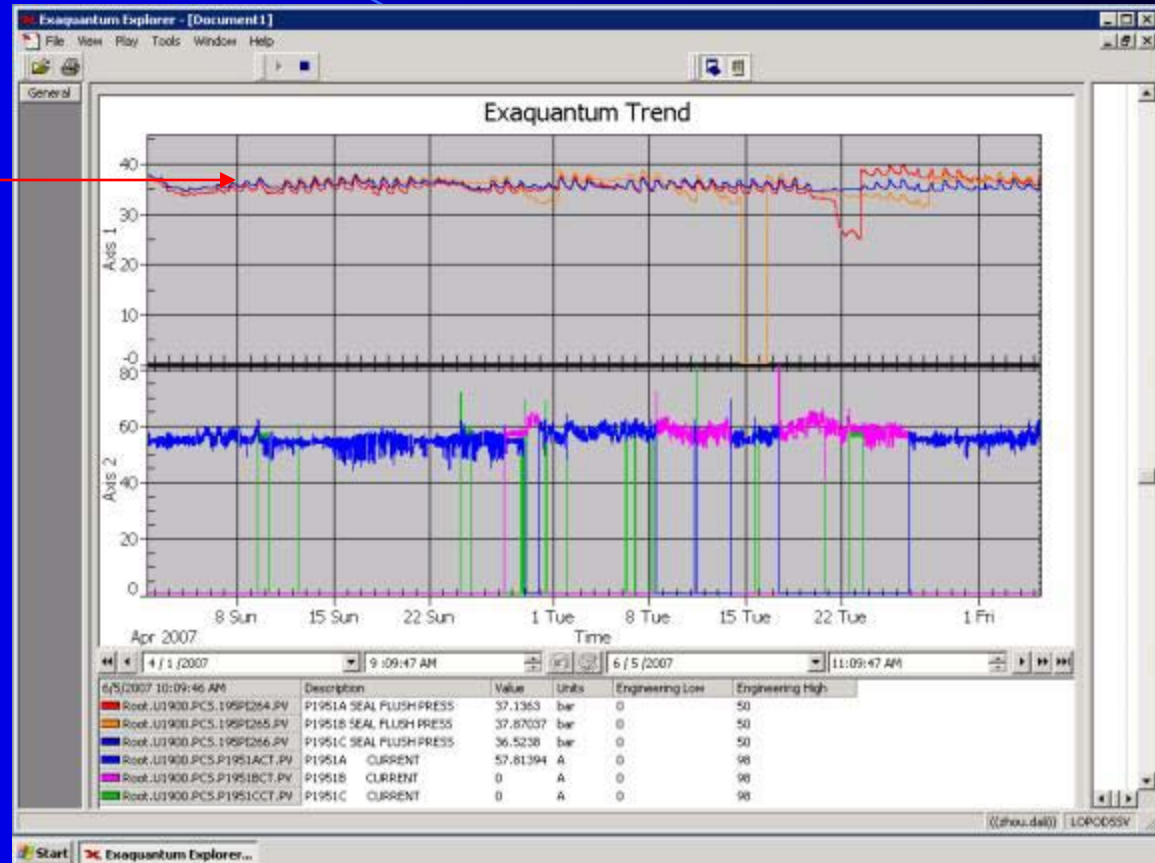 Exaquantum Explorer - [Document1]
File View Play Tools Window Help
General
Exaquantum Trend
40
30
20
10
-0
Axis 1
80
60
40
20
0
Axis 2
8 Sun 15 Sun 22 Sun 1 Tue 8 Tue 15 Tue 22 Tue 1 Fri
Apr 2007 Time
4 / 1 /2007 9 :09:47 AM 6 / 5 /2007 11:09:47 AM
6/5/2007 10:09:46 AM Description Value Units Engineering Low Engineering High
Root.U1900.PCS.195PI264.PV P1951A SEAL FLUSH PRESS 37.1363 bar 0 50
Root.U1900.PCS.195PI265.PV P1951B SEAL FLUSH PRESS 37.87037 bar 0 50
Root.U1900.PCS.195PI266.PV P1951C SEAL FLUSH PRESS 36.5238 bar 0 50
Root.U1900.PCS.P1951ACT.PV P1951A CURRENT 57.81394 A 0 98
Root.U1900.PCS.P1951BCT.PV P1951B CURRENT 0 A 0 98
Root.U1900.PCS.P1951CCT.PV P1951C CURRENT 0 A 0 98
Start Exaquantum Explorer...